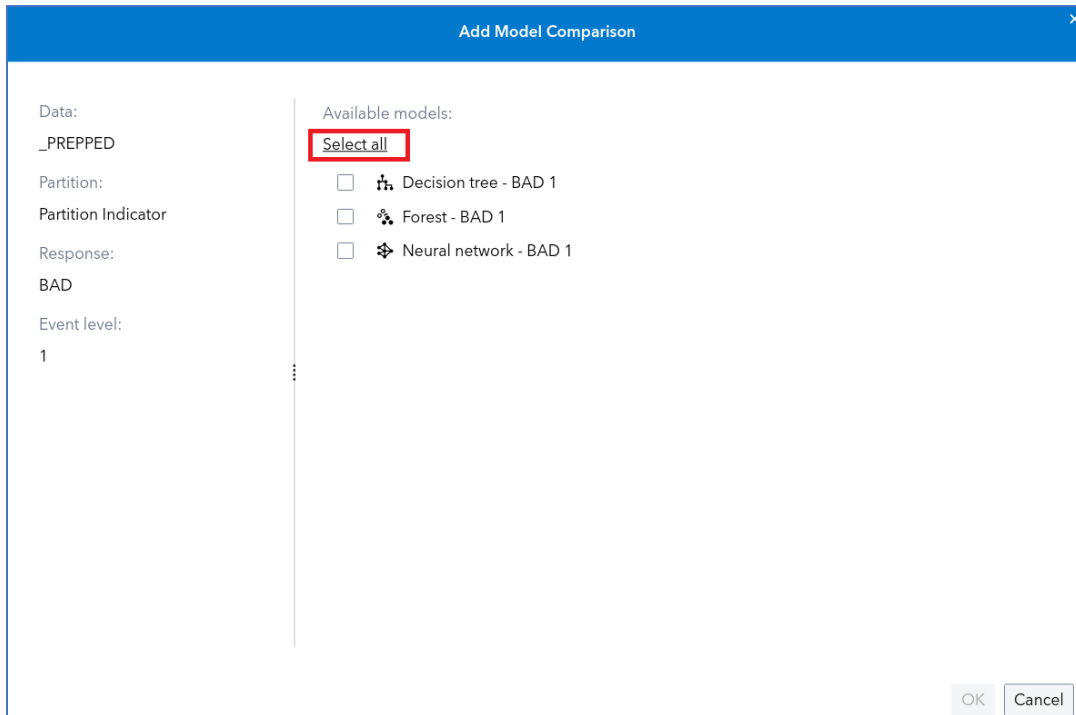 Add Model Comparison
Data:
_PREPPED
Partition:
Partition Indicator
Response:
BAD
Event level:
1
Available models:
Select all
Decision tree - BAD 1
Forest - BAD 1
Neural network - BAD 1
OK
Cancel